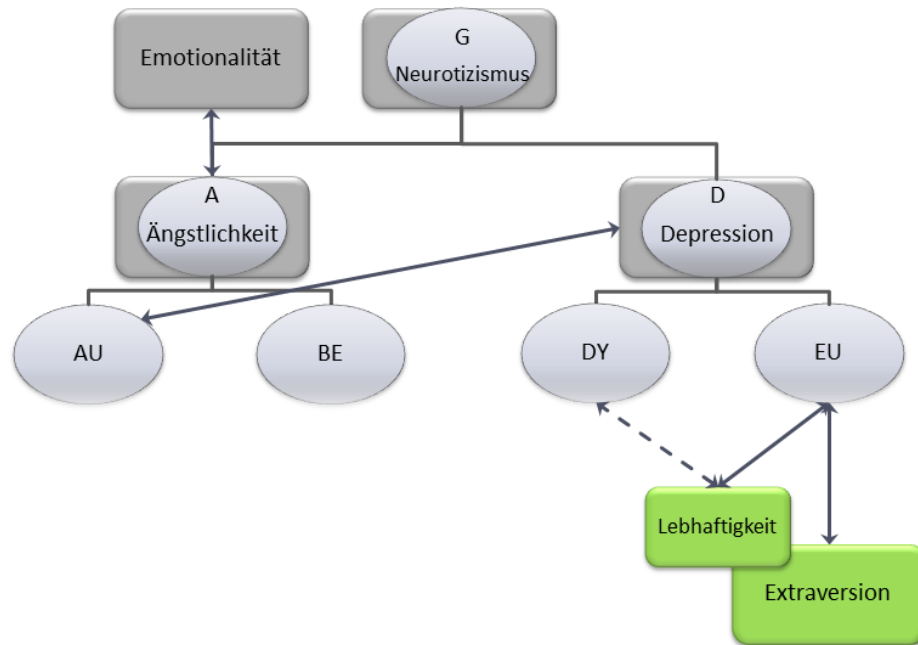 Emotionalität
G
Neurotizismus
A
Ängstlichkeit
D
Depression
AU
BE
DY
EU
Lebhaftigkeit
Extraversion